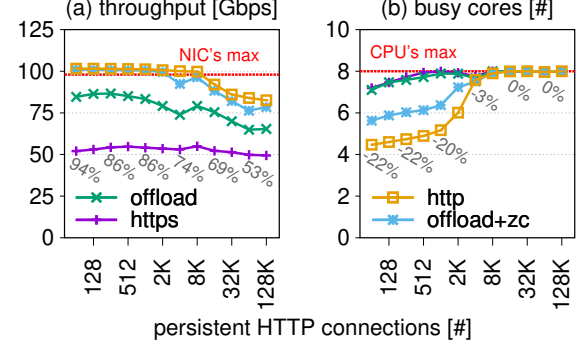 (a) throughput [Gbps]
125
100
75
50
25
0
NIC's max
94%
86%
86%
74%
69%
53%
offload
https
128
512
2K
8K
32K
128K
(b) busy cores [#]
10
8
6
4
2
0
CPU's max
-22%
-22%
-20%
-3%
0%
0%
http
offload+zc
128
512
2K
8K
32K
128K
persistent HTTP connections [#]